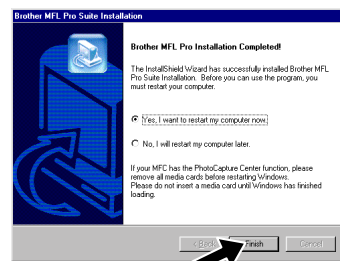 Brother MFL Pro Suite Installation
Brother MFL Pro Installation Completed!
The InstallShield Wizard has successfully installed Brother MFL
Pro Suite Installation. Before you can use the program, you
must restart your computer.
Yes, I want to restart my computer now.
No, I will restart my computer later.
If your MFC has the PhotoCapture Center function, please
remove all media cards before restarting Windows.
Please do not insert a media card until Windows has finished
loading.
< Back
Finish
Cancel